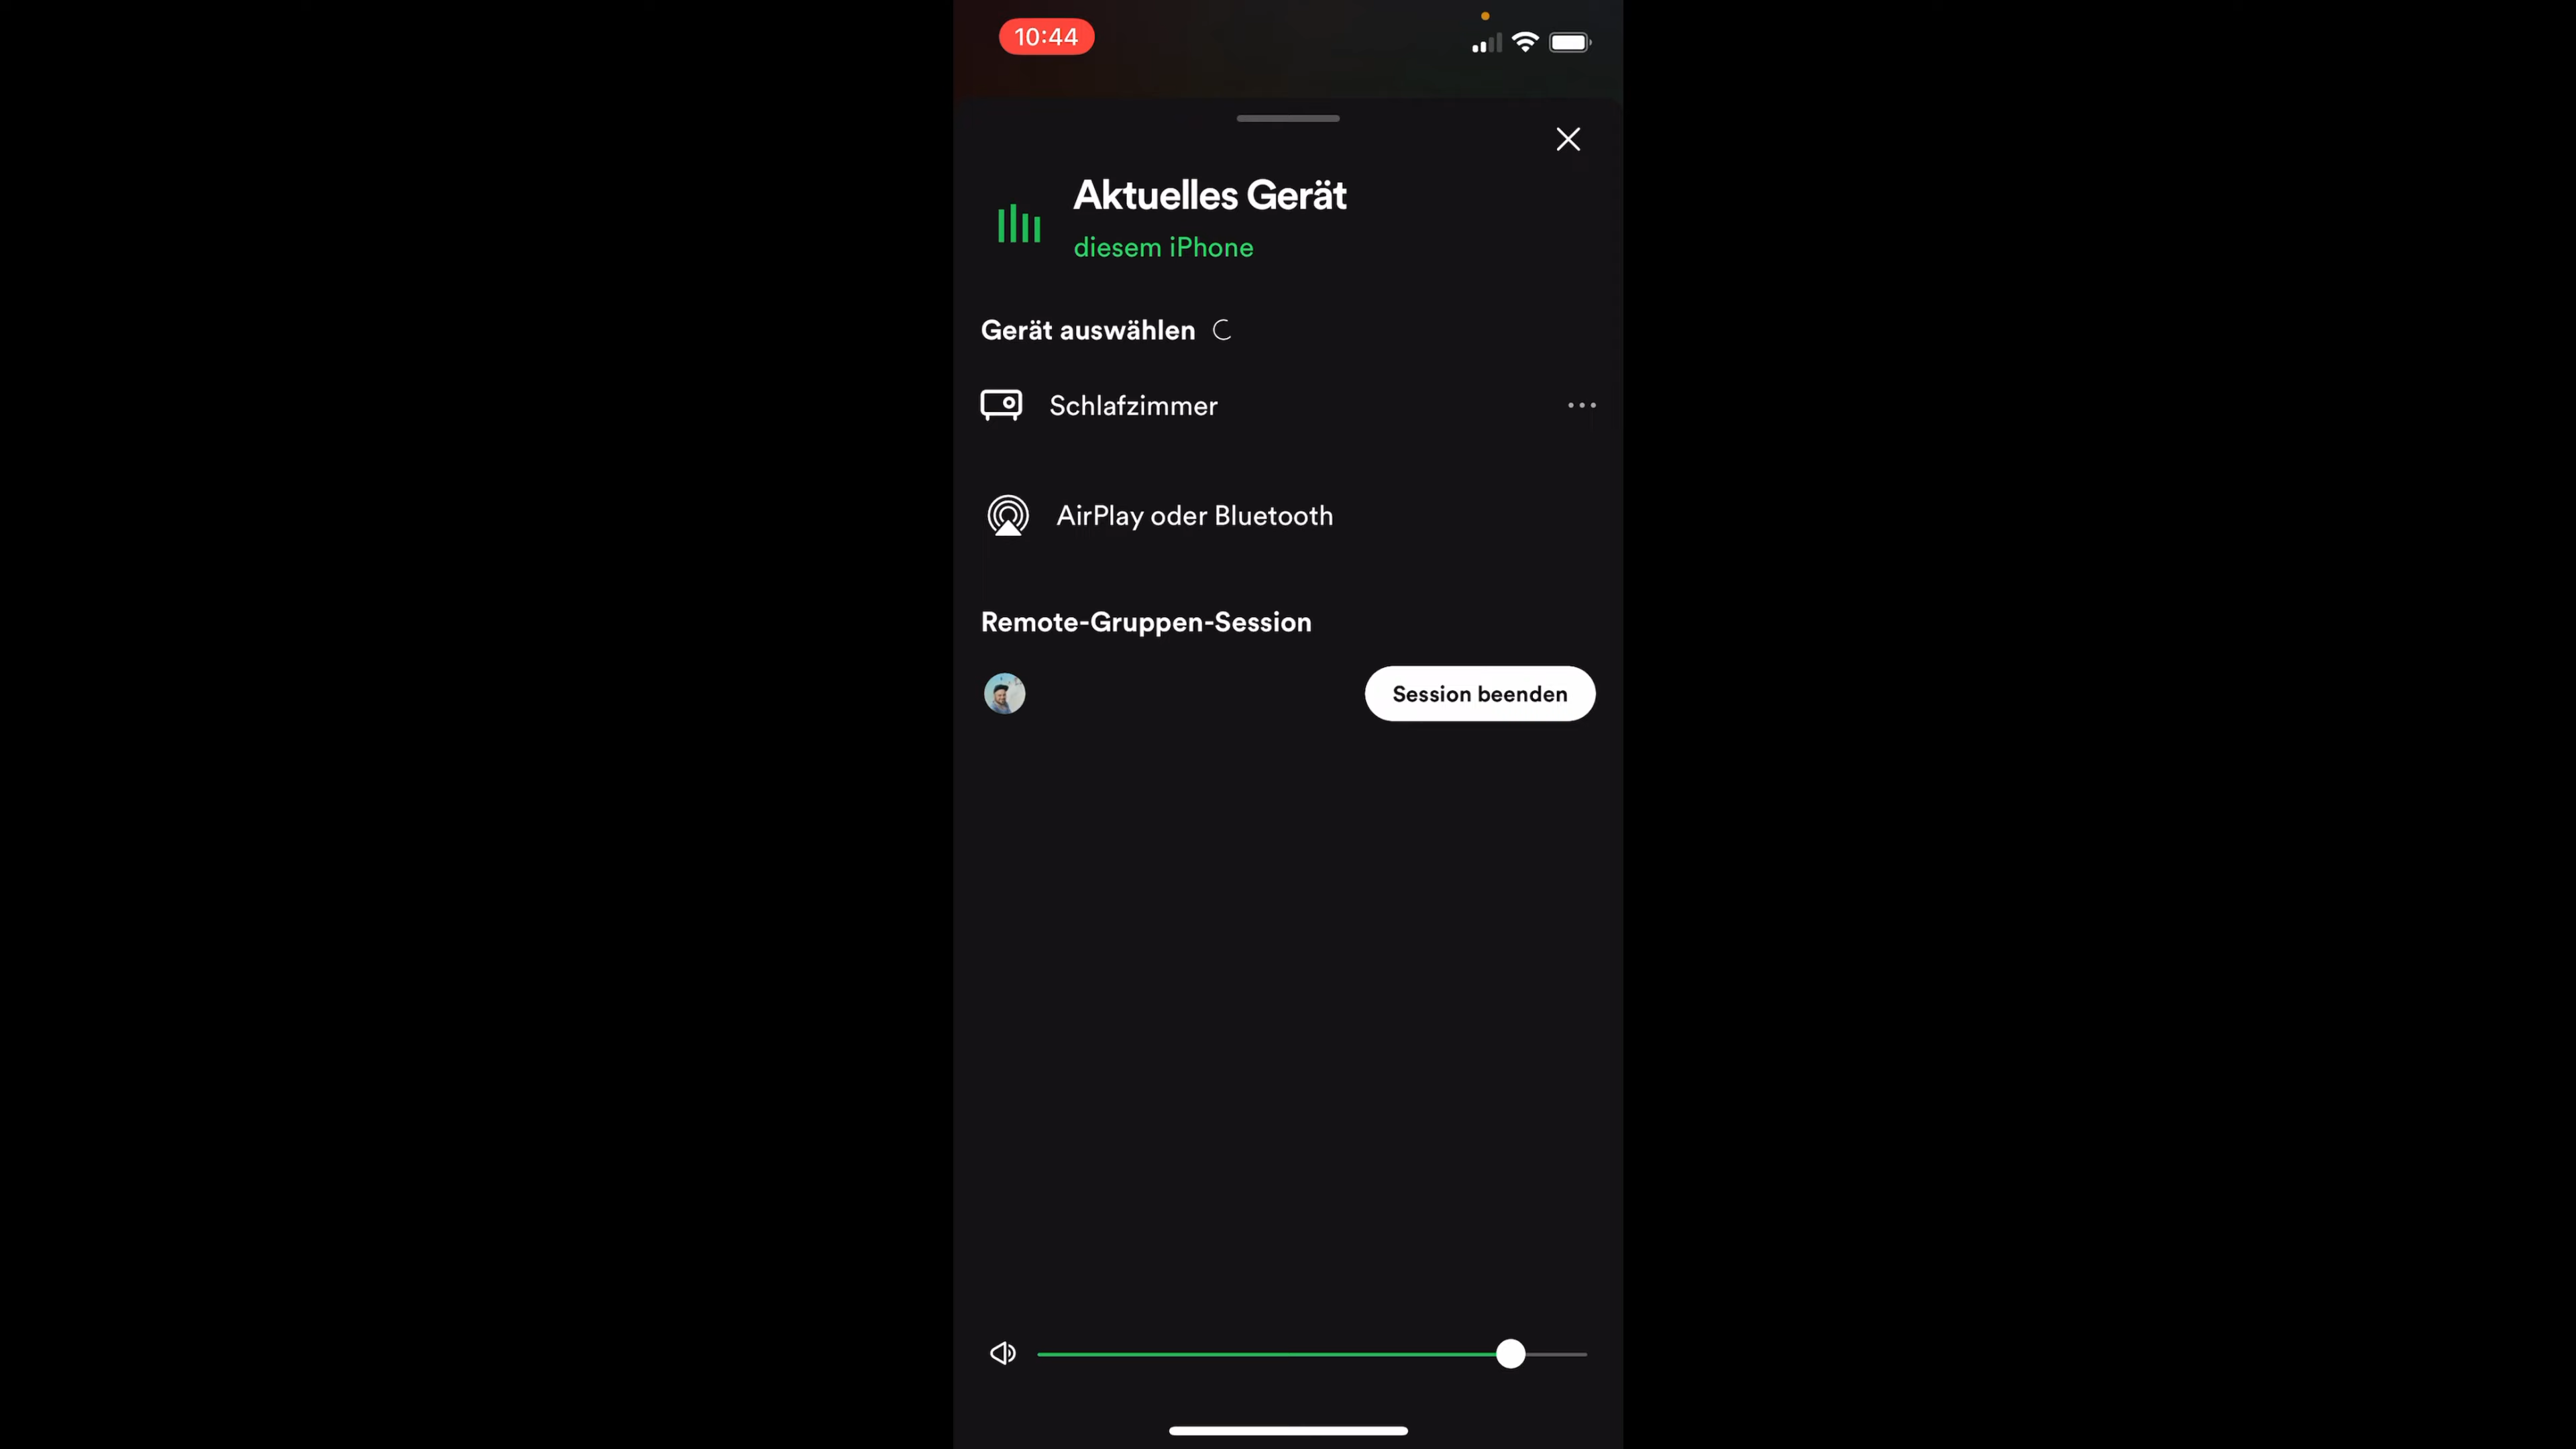 10:44
Aktuelles Gerät
diesem iPhone
Gerät auswählen
Schlafzimmer
AirPlay oder Bluetooth
Remote-Gruppen-Session
Session beenden